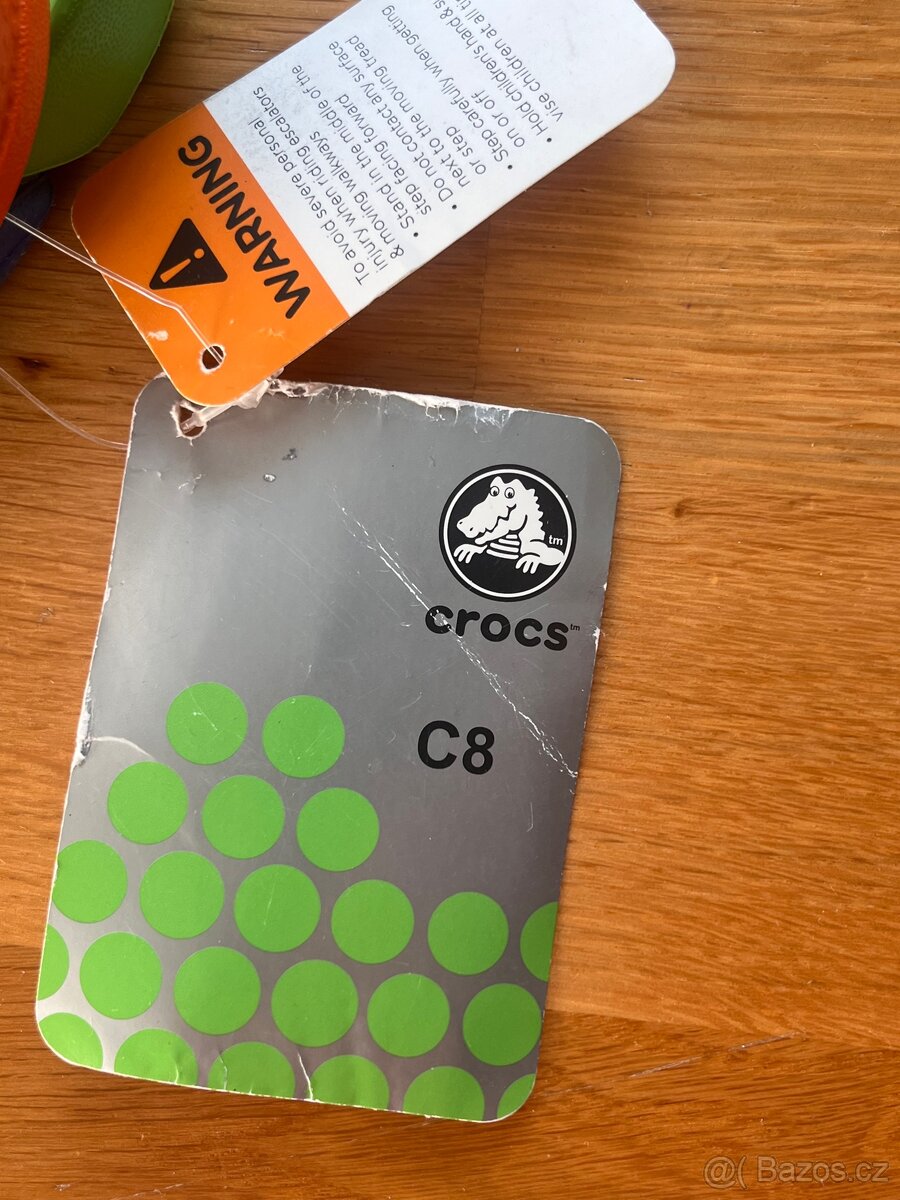 WARNING
To avoid severe personal
injury when riding escalators
& moving walkways
• Stand in the middle of the
step facing forward
• Do not contact any surface
next to the moving tread
• Step carefully when getting
on or off
• Hold children's hand &
children at all
crocs™
C8
tm
@( Bazos.cz